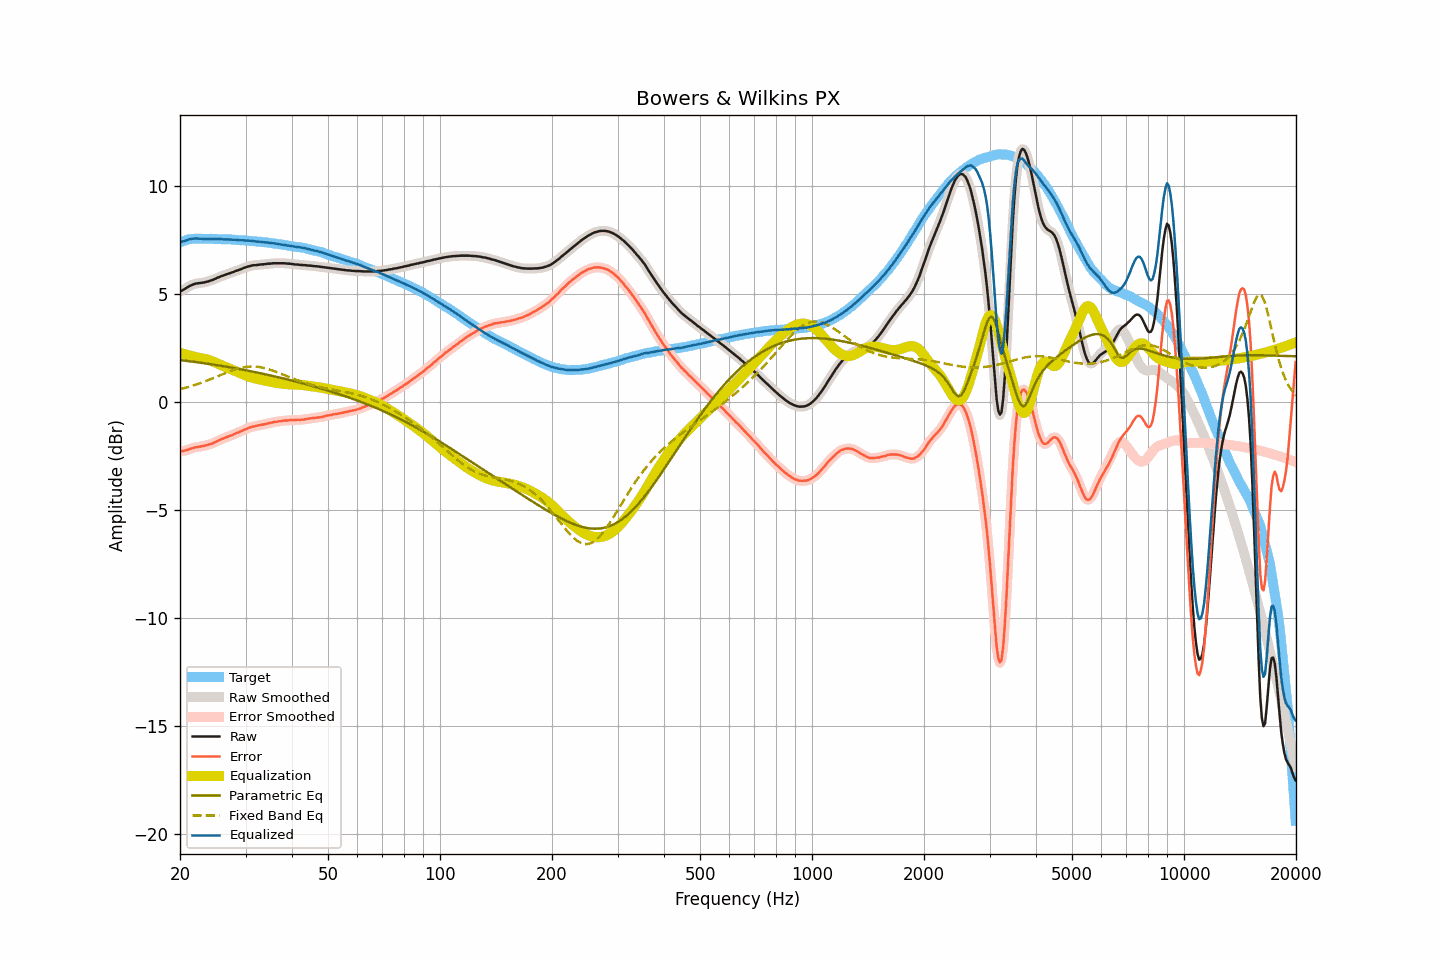 Bowers & Wilkins PX
Amplitude (dBr)
10
5
0
−5
−10
−15
−20
Target
Raw Smoothed
Error Smoothed
Raw
Error
Equalization
Parametric Eq
Fixed Band Eq
Equalized
20 50 100 200 500 1000 2000 5000 10000 20000
Frequency (Hz)